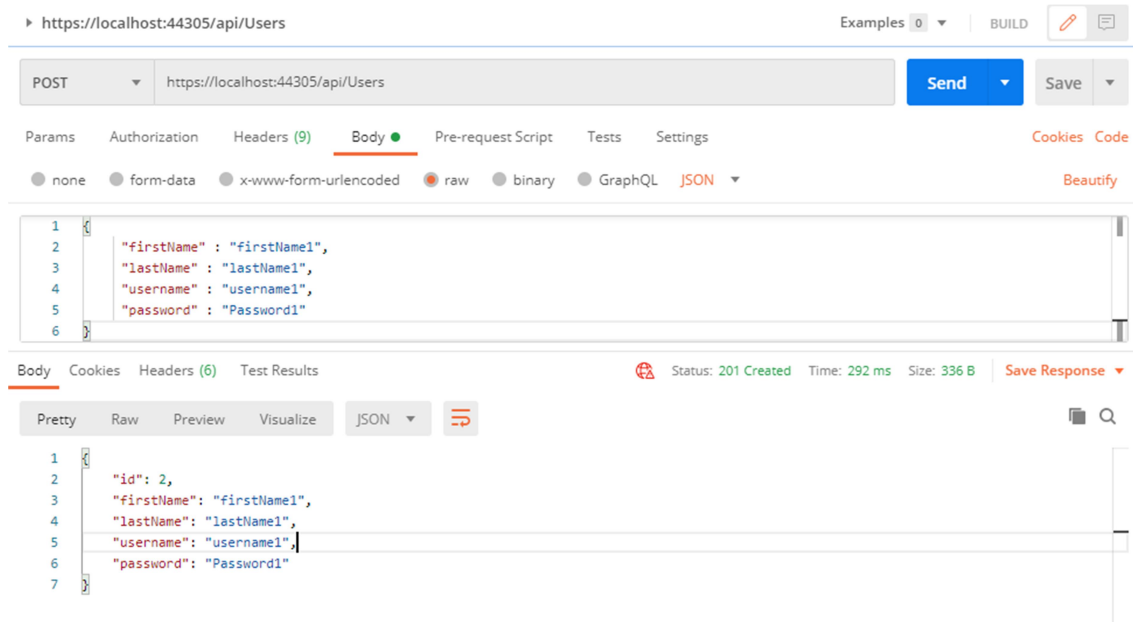 https://localhost:44305/api/Users Examples 0 BUILD
POST https://localhost:44305/api/Users Send Save
Params Authorization Headers (9) Body Pre-request Script Tests Settings Cookies Code
none form-data x-www-form-urlencoded raw binary GraphQL JSON Beautify
1 {
2 "firstName" : "firstName1",
3 "lastName" : "lastName1",
4 "username" : "username1",
5 "password" : "Password1"
6 }
Body Cookies Headers (6) Test Results Status: 201 Created Time: 292 ms Size: 336 B Save Response
Pretty Raw Preview Visualize JSON
1 {
2 "id": 2,
3 "firstName": "firstName1",
4 "lastName": "lastName1",
5 "username": "username1",
6 "password": "Password1"
7 }